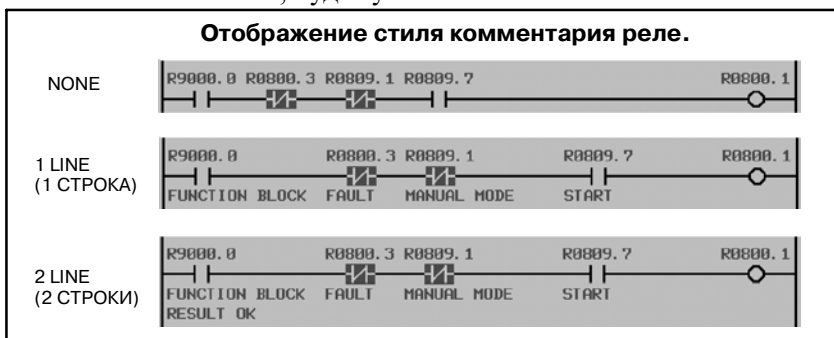 Отображение стиля комментария реле.
NONE
R9000.0 R0800.3 R0809.1 R0809.7 R0800.1
R9000.0 R0800.3 R0809.1 R0809.7 R0800.1
1 LINE
(1 СТРОКА)
FUNCTION BLOCK FAULT MANUAL MODE START
R9000.0 R0800.3 R0809.1 R0809.7 R0800.1
2 LINE
(2 СТРОКИ)
FUNCTION BLOCK FAULT MANUAL MODE START
RESULT OK